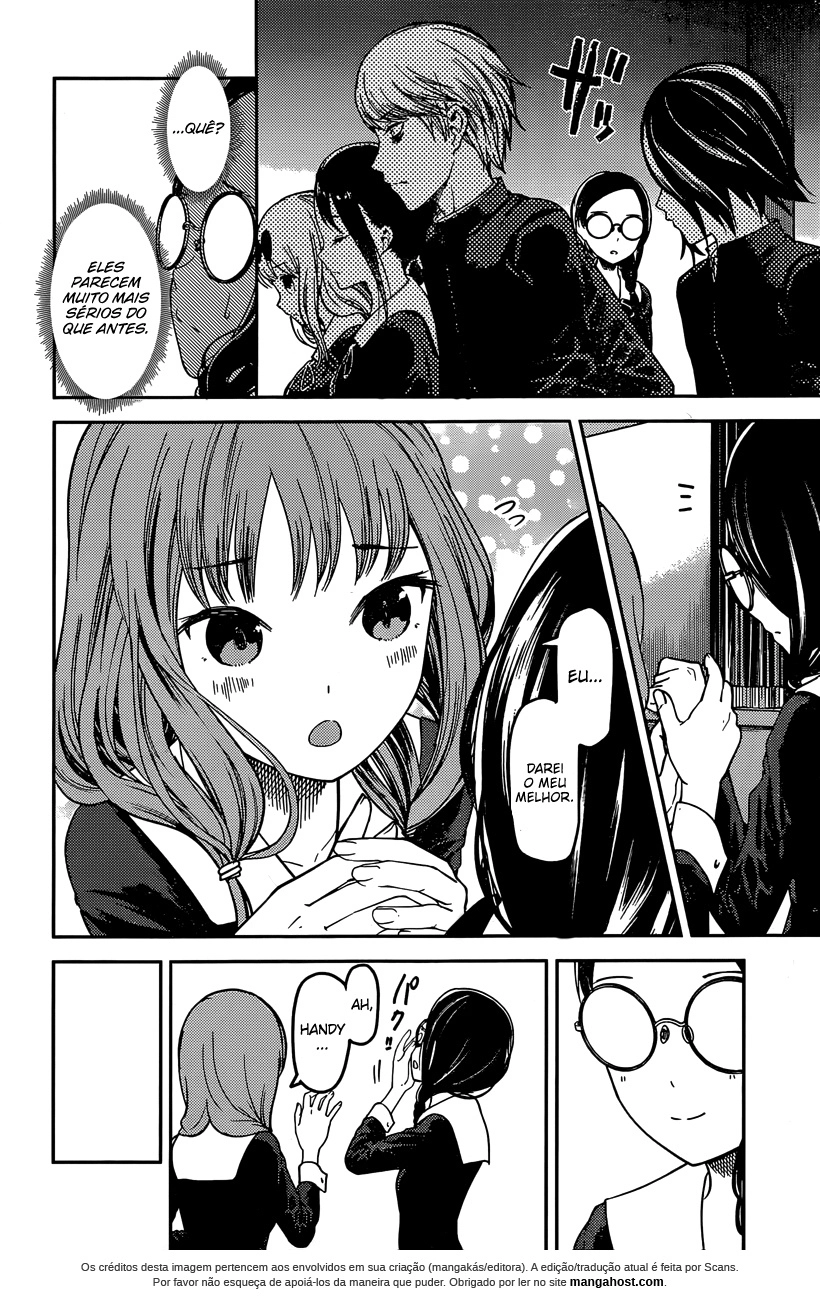 ザッ
...QUÊ?
ELES
PARECEM
MUITO MAIS
SÉRIOS DO
QUE ANTES.
EU...
DAREI
O MEU
MELHOR.
パクッ!!
AH,
HANDY
...
Os créditos desta imagem pertencem aos envolvidos em sua criação (mangakás/editora). A edição/tradução atual é feita por Scans.
Por favor não esqueça de apoiá-los da maneira que puder. Obrigado por ler no site mangahost.com.